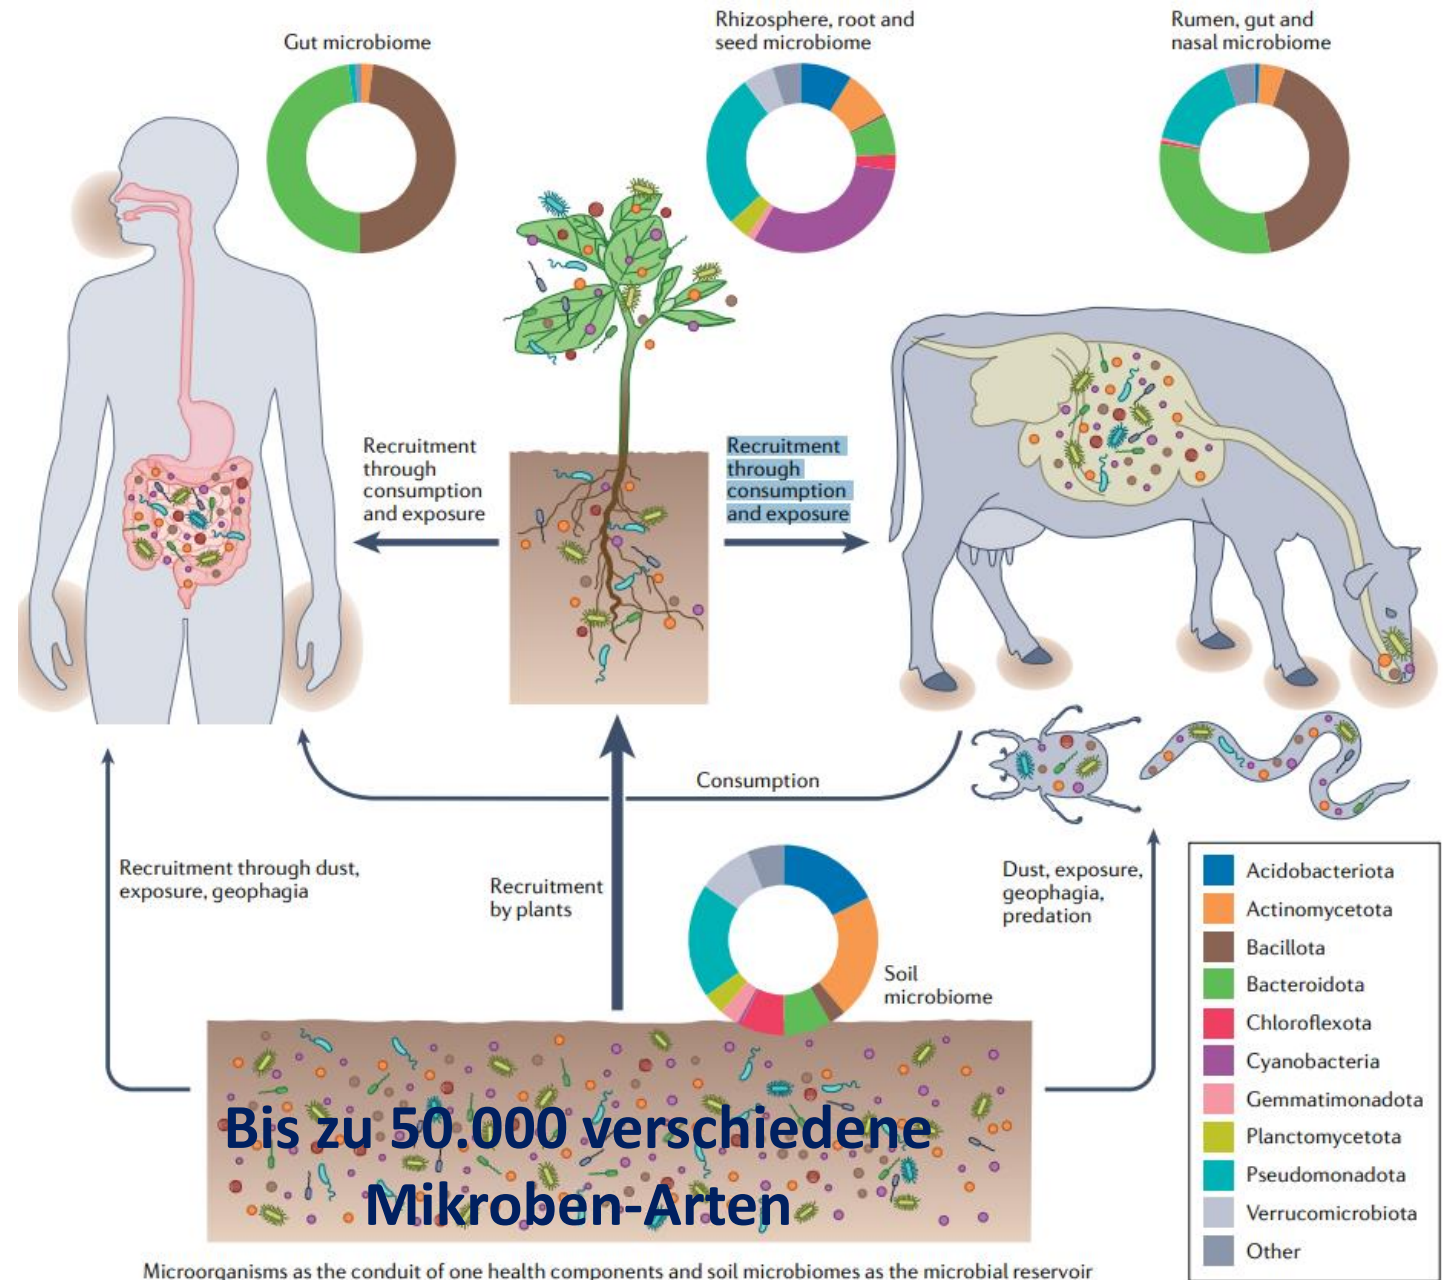 Gut microbiome
Rhizosphere, root and
seed microbiome
Rumen, gut and
nasal microbiome
Recruitment
through
consumption
and exposure
Recruitment
through
consumption
and exposure
Consumption
Recruitment through dust,
exposure, geophagia
Recruitment
by plants
Dust, exposure,
geophagia,
predation
Soil
microbiome
Acidobacteriota
Actinomycetota
Bacillota
Bacteroidota
Chloroflexota
Cyanobacteria
Gemmatimonadota
Planctomycetota
Pseudomonadota
Verrucomicrobiota
Other
Bis zu 50.000 verschiedene
Mikroben-Arten
Microorganisms as the conduit of one health components and soil microbiomes as the microbial reservoir